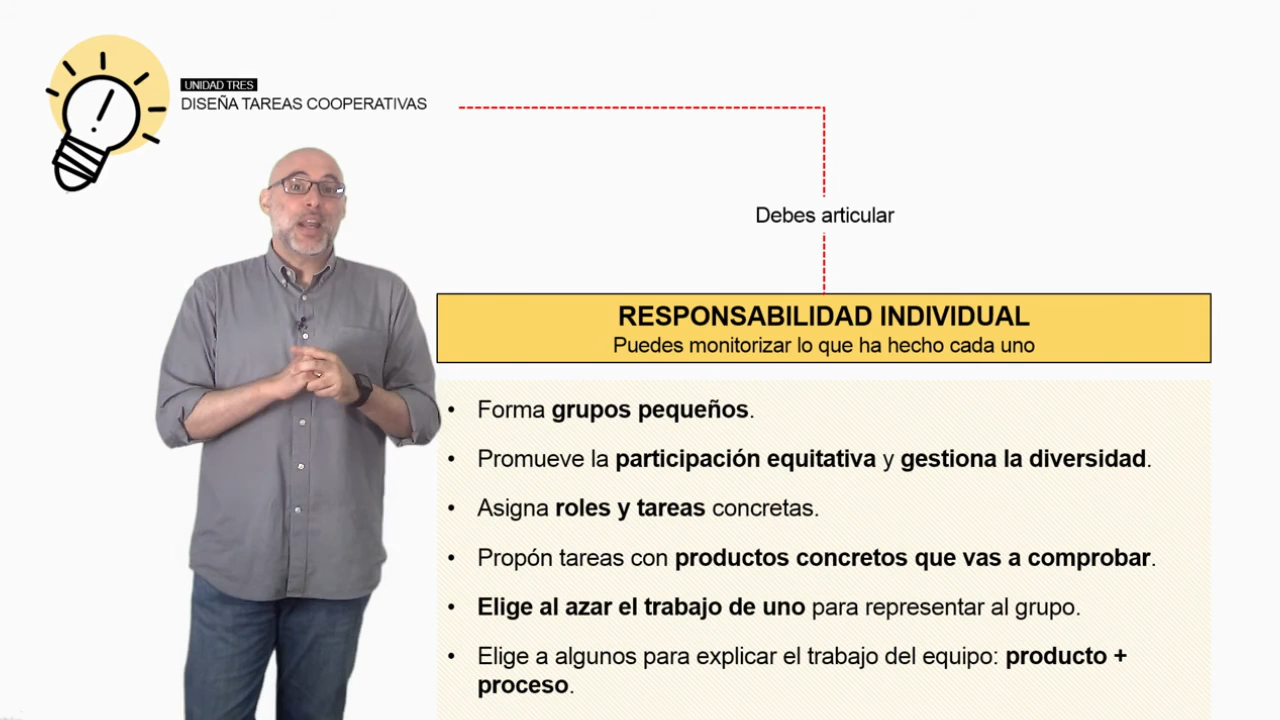 UNIDAD TRES
DISEÑA TAREAS COOPERATIVAS
Debes articular
RESPONSABILIDAD INDIVIDUAL
Puedes monitorizar lo que ha hecho cada uno
• Forma grupos pequeños.
• Promueve la participación equitativa y gestiona la diversidad.
• Asigna roles y tareas concretas.
• Propón tareas con productos concretos que vas a comprobar.
• Elige al azar el trabajo de uno para representar al grupo.
• Elige a algunos para explicar el trabajo del equipo: producto +
proceso.